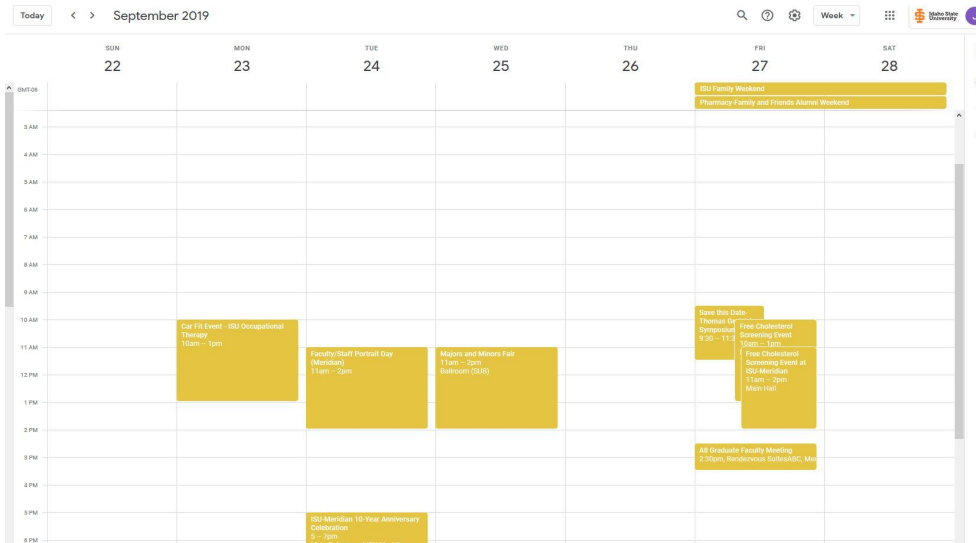 Today
September 2019
Week
Idaho State
University
SUN
MON
TUE
WED
THU
FRI
SAT
22
23
24
25
26
27
28
GMT-06
ISU Family Weekend
Pharmacy-Family and Friends Alumni Weekend
3 AM
4 AM
5 AM
6 AM
7 AM
8 AM
9 AM
10 AM
11 AM
12 PM
1 PM
2 PM
3 PM
4 PM
5 PM
6 PM
Car Fit Event - ISU Occupational
Therapy
10am – 1pm
Faculty/Staff Portrait Day
(Meridian)
11am – 2pm
ISU-Meridian 10-Year Anniversary
Celebration
5 – 7pm
Majors and Minors Fair
11am – 2pm
Ballroom (SUB)
Save this Date-
Thomas
Symposium
9:30 –
Free Cholesterol
Screening Event
10am – 1pm
Free Cholesterol
Screening Event at
ISU-Meridian
11am – 2pm
Main Hall
All Graduate Faculty Meeting
2:30pm, Rendezvous SuitesABC,